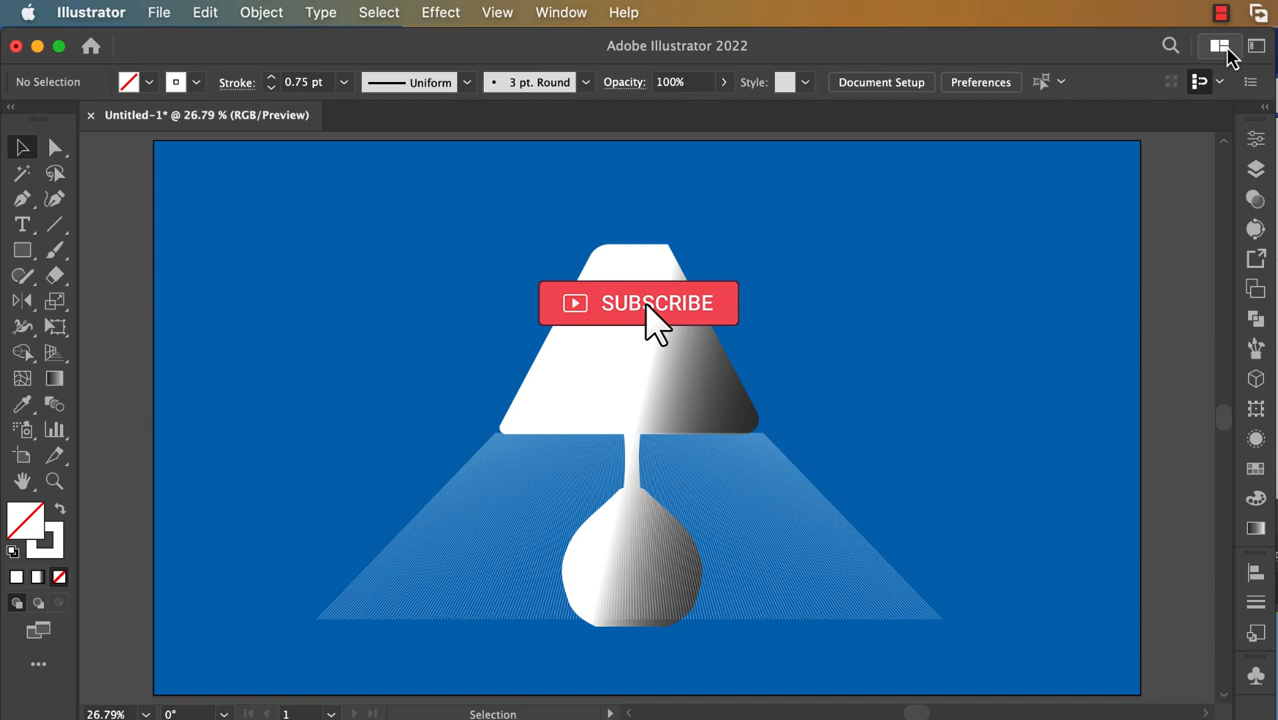 Illustrator File Edit Object Type Select Effect View Window Help
Adobe Illustrator 2022
No Selection Stroke: 0.75 pt Uniform 3 pt. Round Opacity: 100% Style: Document Setup Preferences
× Untitled-1* @ 26.79 % (RGB/Preview)
SUBSCRIBE
26.79% 0° 1 Selection